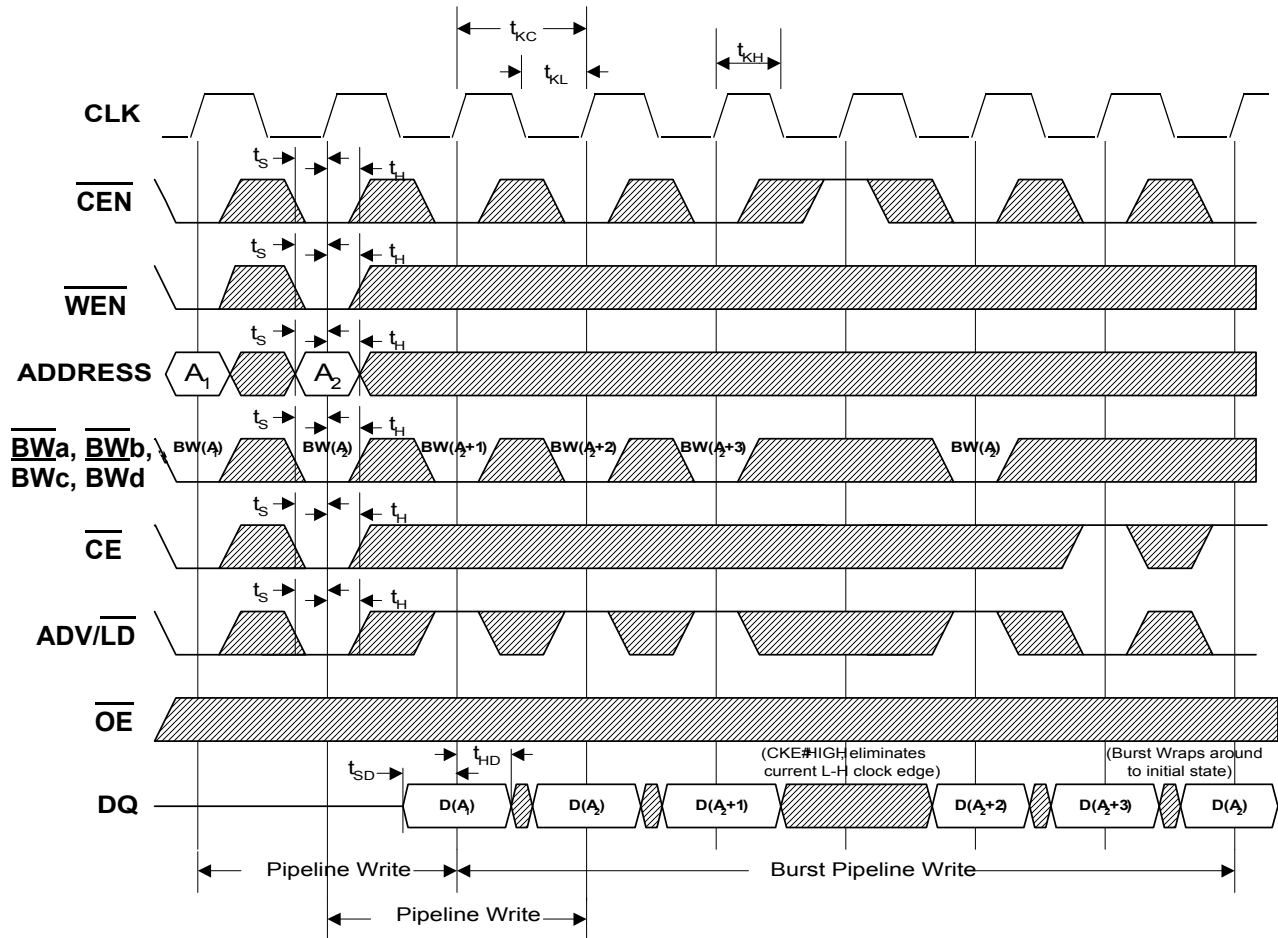 tKC
tKL
tKH
CLK
tS
tH
CEN
tS
tH
WEN
tS
tH
ADDRESS
A1
A2
tS
tH
BWa, BWb,
BWc, BWd
BW(A1)
BW(A2)
BW(A2+1)
BW(A2+2)
BW(A2+3)
BW(A2)
tS
tH
CE
tS
tH
ADV/LD
OE
tHD
(CKE#HIGH, eliminates
current L-H clock edge)
(Burst Wraps around
to initial state)
tSD
DQ
D(A1)
D(A2)
D(A2+1)
D(A2+2)
D(A2+3)
D(A2)
Pipeline Write
Burst Pipeline Write
Pipeline Write